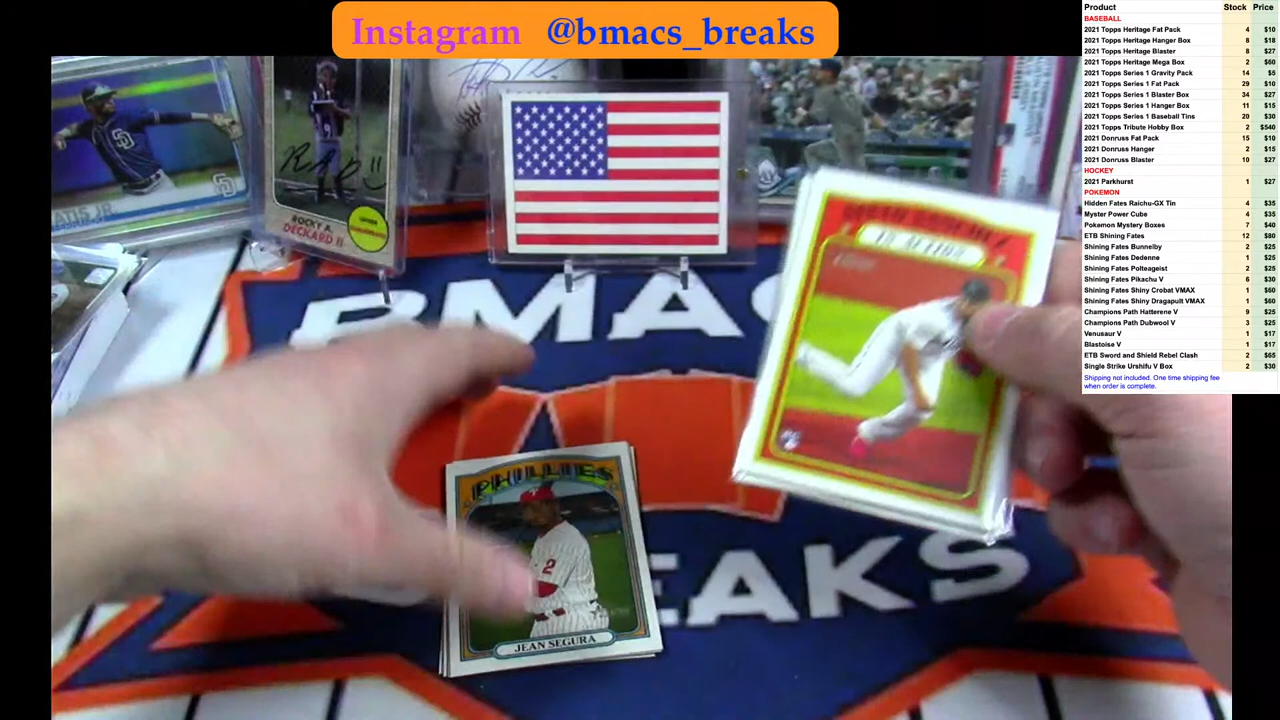 Instagram @bmacs_breaks
Product Stock Price
BASEBALL
2021 Topps Heritage Fat Pack 4 $10
2021 Topps Heritage Hanger Box 8 $18
2021 Topps Heritage Blaster 8 $27
2021 Topps Heritage Mega Box 2 $60
2021 Topps Series 1 Gravity Pack 14 $5
2021 Topps Series 1 Fat Pack 29 $10
2021 Topps Series 1 Blaster Box 34 $27
2021 Topps Series 1 Hanger Box 11 $15
2021 Topps Series 1 Baseball Tins 20 $30
2021 Topps Tribute Hobby Box 2 $540
2021 Donruss Fat Pack 15 $10
2021 Donruss Hanger 2 $15
2021 Donruss Blaster 10 $27
HOCKEY
2021 Parkhurst 1 $27
POKEMON
Hidden Fates Raichu-GX Tin 4 $35
Myster Power Cube 4 $35
Pokemon Mystery Boxes 7 $40
ETB Shining Fates 12 $80
Shining Fates Bunnelby 2 $25
Shining Fates Dedenne 1 $25
Shining Fates Polteageist 2 $25
Shining Fates Pikachu V 6 $30
Shining Fates Shiny Crobat VMAX 1 $60
Shining Fates Shiny Dragapult VMAX 1 $60
Champions Path Hatterene V 9 $25
Champions Path Dubwool V 3 $25
Venusaur V 1 $17
Blastoise V 1 $17
ETB Sword and Shield Rebel Clash 2 $65
Single Strike Urshifu V Box 2 $30
Shipping not included. One time shipping fee
when order is complete.
SD
ROCKY A.
DECKARD II
BMAC
BREAKS
PHILLIES
2
JEAN SEGURA